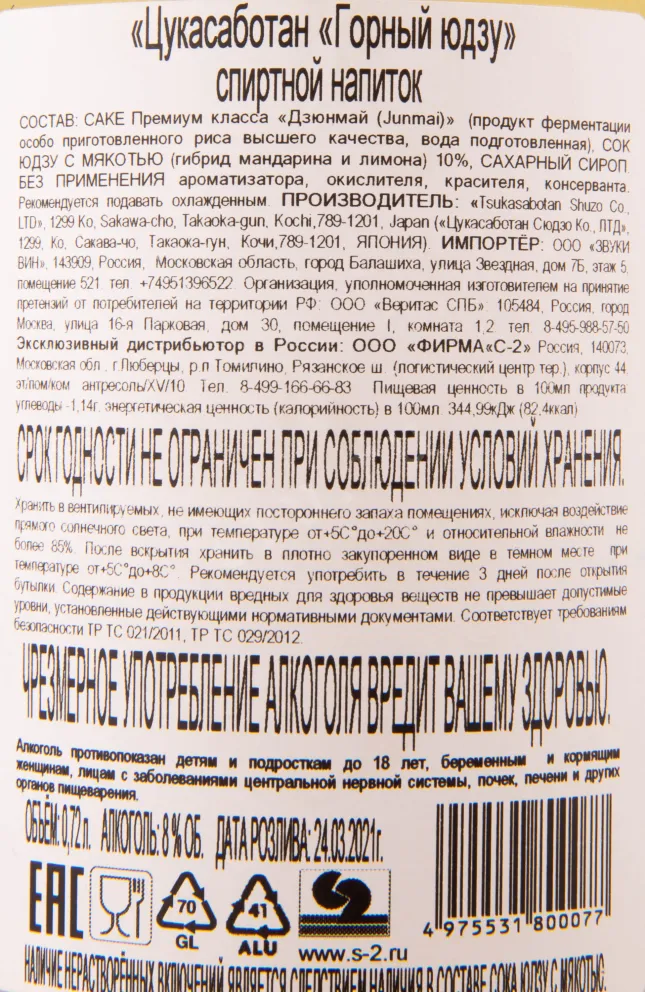 «Цукасаботан «Горный юдзу»
спиртной напиток
СОСТАВ: САКЕ Премиум класса «Дзюнмай (Junmai)» (продукт ферментации
особо приготовленного риса высшего качества, вода подготовленная), СОК
ЮДЗУ С МЯКОТЬЮ (гибрид мандарина и лимона) 10%, САХАРНЫЙ СИРОП.
БЕЗ ПРИМЕНЕНИЯ ароматизатора, окислителя, красителя, консерванта.
Рекомендуется подавать охлажденным. ПРОИЗВОДИТЕЛЬ: «Tsukasabotan Shuzo Co.,
LTD», 1299 Ko, Sakawa-cho, Takaoka-gun, Kochi,789-1201, Japan («Цукасаботан Сюдзо Ко., ЛТД»,
1299, Ко, Сакава-чо, Такаока-гун, Кочи,789-1201, ЯПОНИЯ). ИМПОРТЁР: ООО «ЗВУКИ
ВИН», 143909, Россия, Московская область, город Балашиха, улица Звездная, дом 7Б, этаж 5,
помещение 521 тел. +74951396522. Организация, уполномоченная изготовителем на принятие
претензий от потребителей на территории РФ: ООО «Веритас СПБ» 105484, Россия, город
Москва, улица 16-я Парковая, дом 30, помещение I, комната 1,2 тел. 8-495-988-57-50
Эксклюзивный дистрибьютор в России: ООО «ФИРМА«С-2» Россия, 140073,
Московская обл., г.Люберцы, р.п Томилино, Рязанское ш. (логистический центр тер.), корпус 44,
эт/пом/ком антресоль/XV/10 Тел. 8-499-166-66-83 Пищевая ценность в 100мл продукта:
углеводы -1,14г, энергетическая ценность (калорийность) в 100мл: 344,99кДж (82,4ккал)
СРОК ГОДНОСТИ НЕ ОГРАНИЧЕН ПРИ СОБЛЮДЕНИИ УСЛОВИЙ ХРАНЕНИЯ.
Хранить в вентилируемых, не имеющих постороннего запаха помещениях, исключая воздействие
прямого солнечного света, при температуре от+5С°до+20С° и относительной влажности не
более 85%. После вскрытия хранить в плотно закупоренном виде в темном месте при
температуре от+5С°до+8С°. Рекомендуется употребить в течение 3 дней после открытия
бутылки. Содержание в продукции вредных для здоровья веществ не превышает допустимые
уровни, установленные действующими нормативными документами. Соответствует требованиям
безопасности ТР ТС 021/2011, ТР ТС 029/2012.
ЧРЕЗМЕРНОЕ УПОТРЕБЛЕНИЕ АЛКОГОЛЯ ВРЕДИТ ВАШЕМУ ЗДОРОВЬЮ.
Алкоголь противопоказан детям и подросткам до 18 лет, беременным и кормящим
женщинам, лицам с заболеваниями центральной нервной системы, почек, печени и других
органов пищеварения.
ОБЪЁМ: 0,72 л. АЛКОГОЛЬ: 8 % ОБ. ДАТА РОЗЛИВА: 24.03.2021г.
EAC
70
GL
41
ALU
www.s-2.ru
4 975531 800077
НАЛИЧИЕ НЕРАСТВОРЁННЫХ ВКЛЮЧЕНИЙ ЯВЛЯЕТСЯ СЛЕДСТВИЕМ НАЛИЧИЯ В СОСТАВЕ СОКА ЮДЗУ С МЯКОТЬЮ.